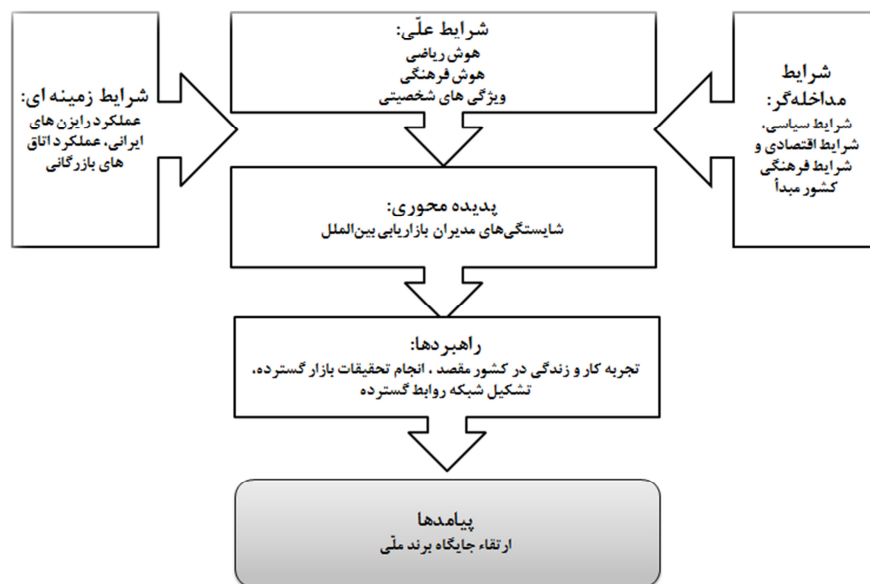 شرایط علّی:
هوش ریاضی
هوش فرهنگی
ویژگی های شخصیتی
شرایط
مداخله‌گر:
شرایط سیاسی،
شرایط اقتصادی و
شرایط فرهنگی
کشور مبدأ
شرایط زمینه ای:
عملکرد رایزن های
ایرانی، عملکرد اتاق
های بازرگانی
پدیده محوری:
شایستگی‌های مدیران بازاریابی بین‌الملل
راهبردها:
تجربه کار و زندگی در کشور مقصد ، انجام تحقیقات بازار گسترده،
تشکیل شبکه روابط گسترده
پیامدها
ارتقاء جایگاه برند ملّی